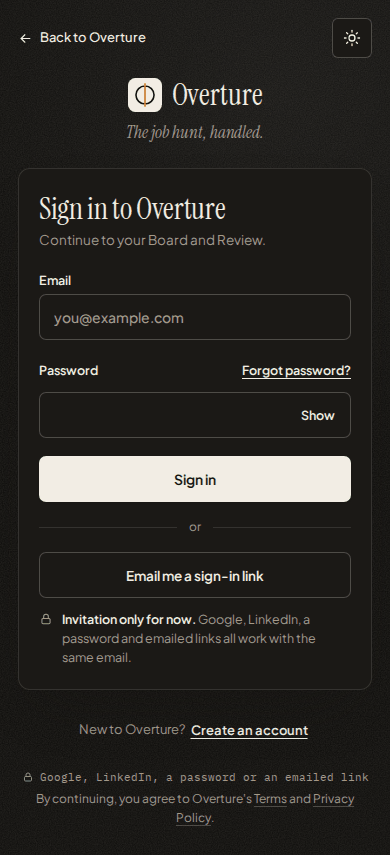 ← Back to Overture
Overture
The job hunt, handled.
Sign in to Overture
Continue to your Board and Review.
Email
you@example.com
Password Forgot password?
Show
Sign in
or
Email me a sign-in link
Invitation only for now. Google, LinkedIn, a
password and emailed links all work with the
same email.
New to Overture? Create an account
Google, LinkedIn, a password or an emailed link
By continuing, you agree to Overture's Terms and Privacy
Policy.